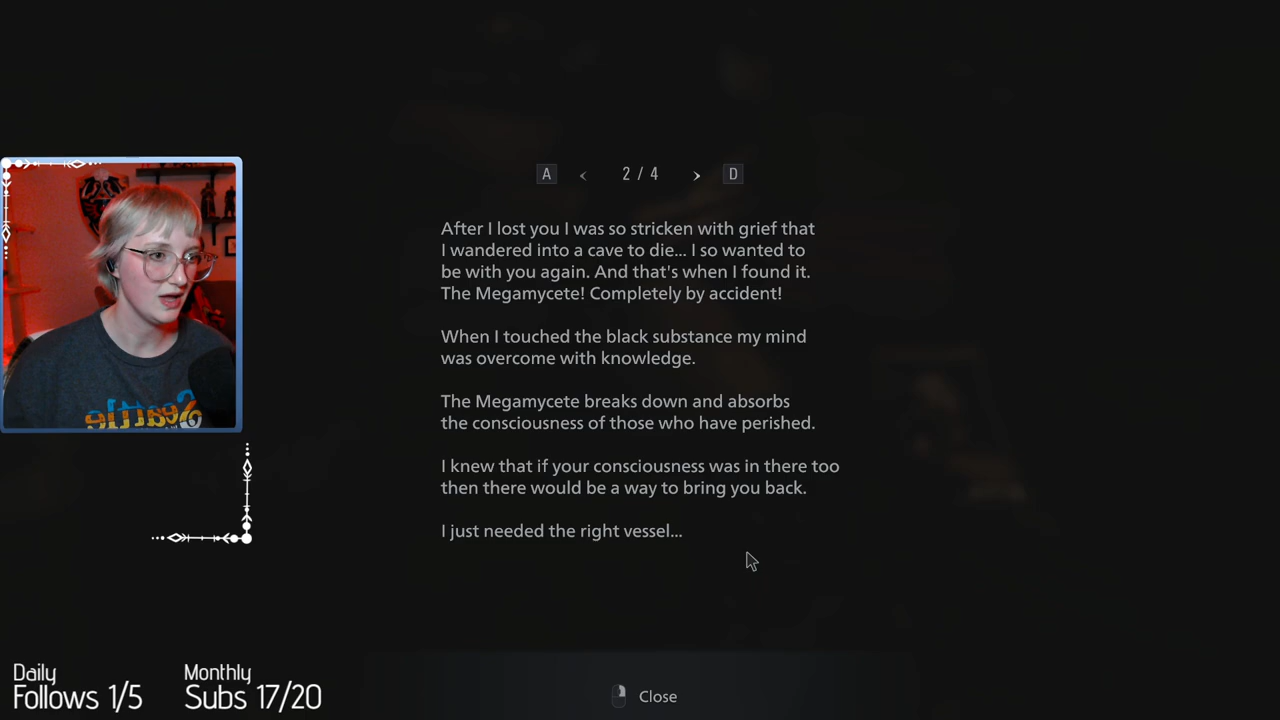 A < 2 / 4 > D
After I lost you I was so stricken with grief that
I wandered into a cave to die... I so wanted to
be with you again. And that's when I found it.
The Megamycete! Completely by accident!
When I touched the black substance my mind
was overcome with knowledge.
The Megamycete breaks down and absorbs
the consciousness of those who have perished.
I knew that if your consciousness was in there too
then there would be a way to bring you back.
I just needed the right vessel...
Seattle
Daily
Follows 1/5
Monthly
Subs 17/20
Close